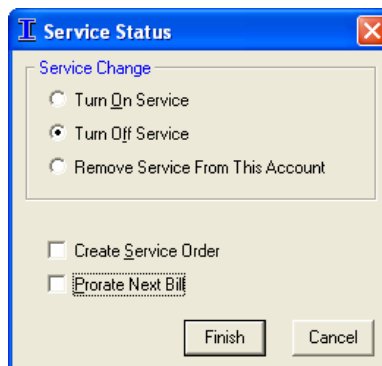 Service Status
Service Change
Turn On Service
Turn Off Service
Remove Service From This Account
Create Service Order
Prorate Next Bill
Finish Cancel